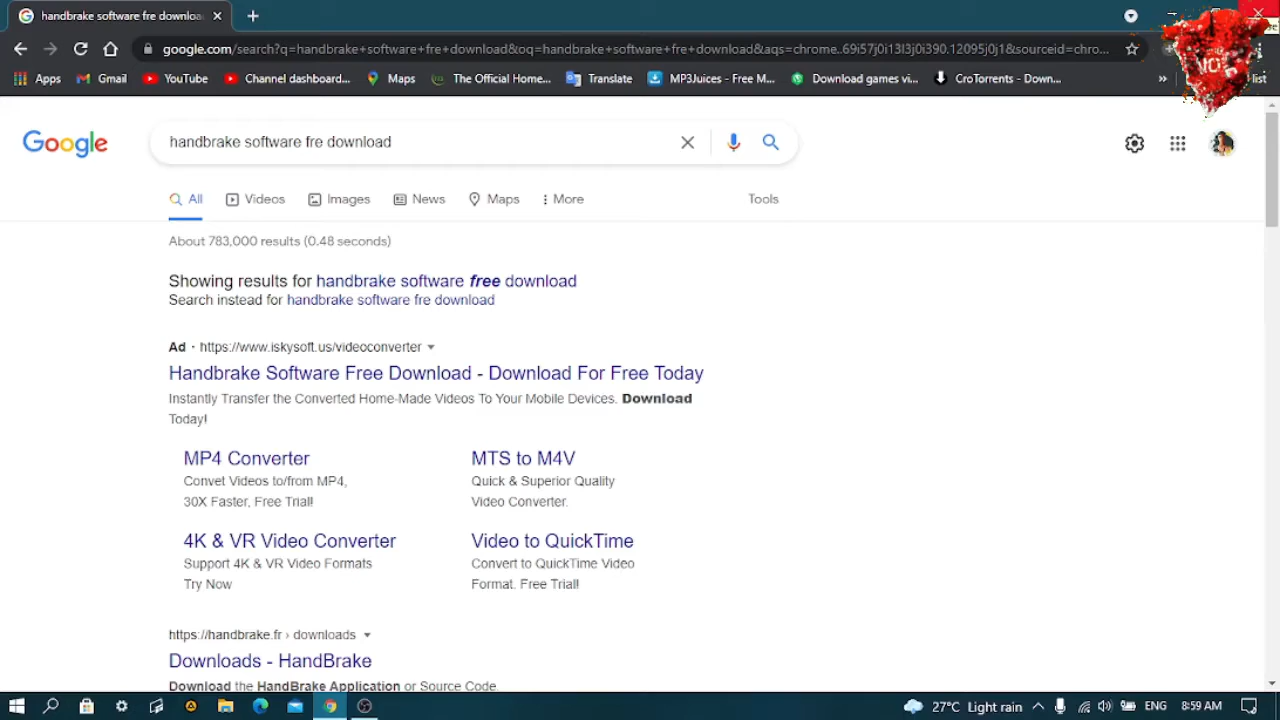 handbrake software fre downloa
google.com/search?q=handbrake+software+fre+download&oq=handbrake+software+fre+download&aqs=chrome..69i57j0i13l3j0i390.12095j0j1&sourceid=chro...
Apps Gmail YouTube Channel dashboard... Maps The Official Home... Translate MP3Juices - Free M... Download games vi... CroTorrents - Down... » list
Google
handbrake software fre download
All Videos Images News Maps More Tools
About 783,000 results (0.48 seconds)
Showing results for handbrake software free download
Search instead for handbrake software fre download
Ad · https://www.iskysoft.us/videoconverter
Handbrake Software Free Download - Download For Free Today
Instantly Transfer the Converted Home-Made Videos To Your Mobile Devices. Download
Today!
MP4 Converter
Convet Videos to/from MP4,
30X Faster, Free Trial!
MTS to M4V
Quick & Superior Quality
Video Converter.
4K & VR Video Converter
Support 4K & VR Video Formats
Try Now
Video to QuickTime
Convert to QuickTime Video
Format. Free Trial!
https://handbrake.fr › downloads
Downloads - HandBrake
Download the HandBrake Application or Source Code.
27°C Light rain ENG 8:59 AM